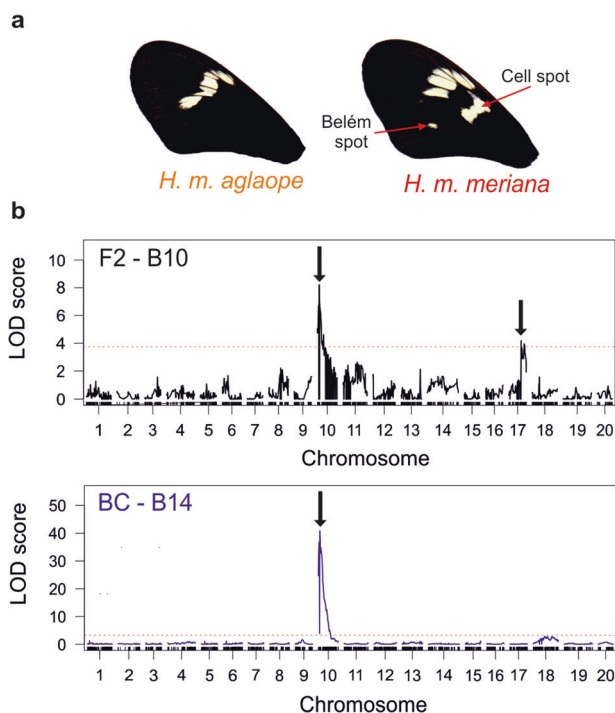 a
Cell spot
Belém
spot
H. m. aglaope
H. m. meriana
b
F2 - B10
LOD score
10
8
6
4
2
0
1 2 3 4 5 6 7 8 9 10 11 12 13 14 15 16 17 18 19 20
Chromosome
BC - B14
LOD score
50
40
30
20
10
0
1 2 3 4 5 6 7 8 9 10 11 12 13 14 15 16 17 18 19 20
Chromosome